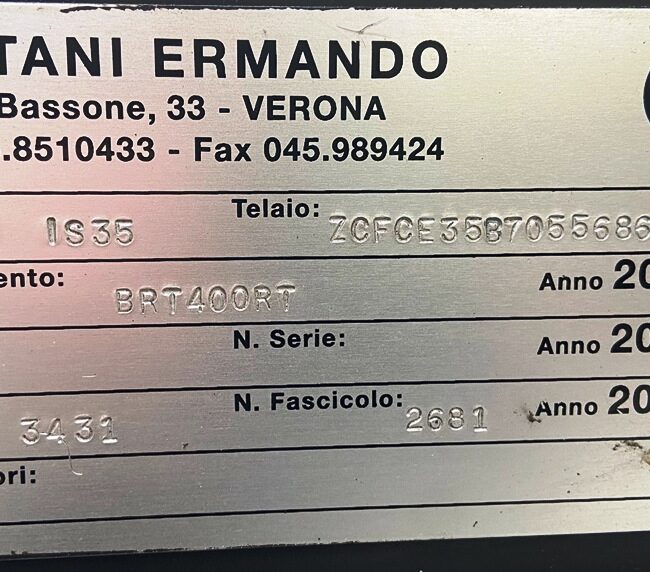 TANI ERMANDO
Bassone, 33 - VERONA
.8510433 - Fax 045.989424
IS35 Telaio: ZCFCE35B7055686
ento: BRT400RT Anno 20
N. Serie: Anno 20
3431 N. Fascicolo: 2681 Anno 20
ori: